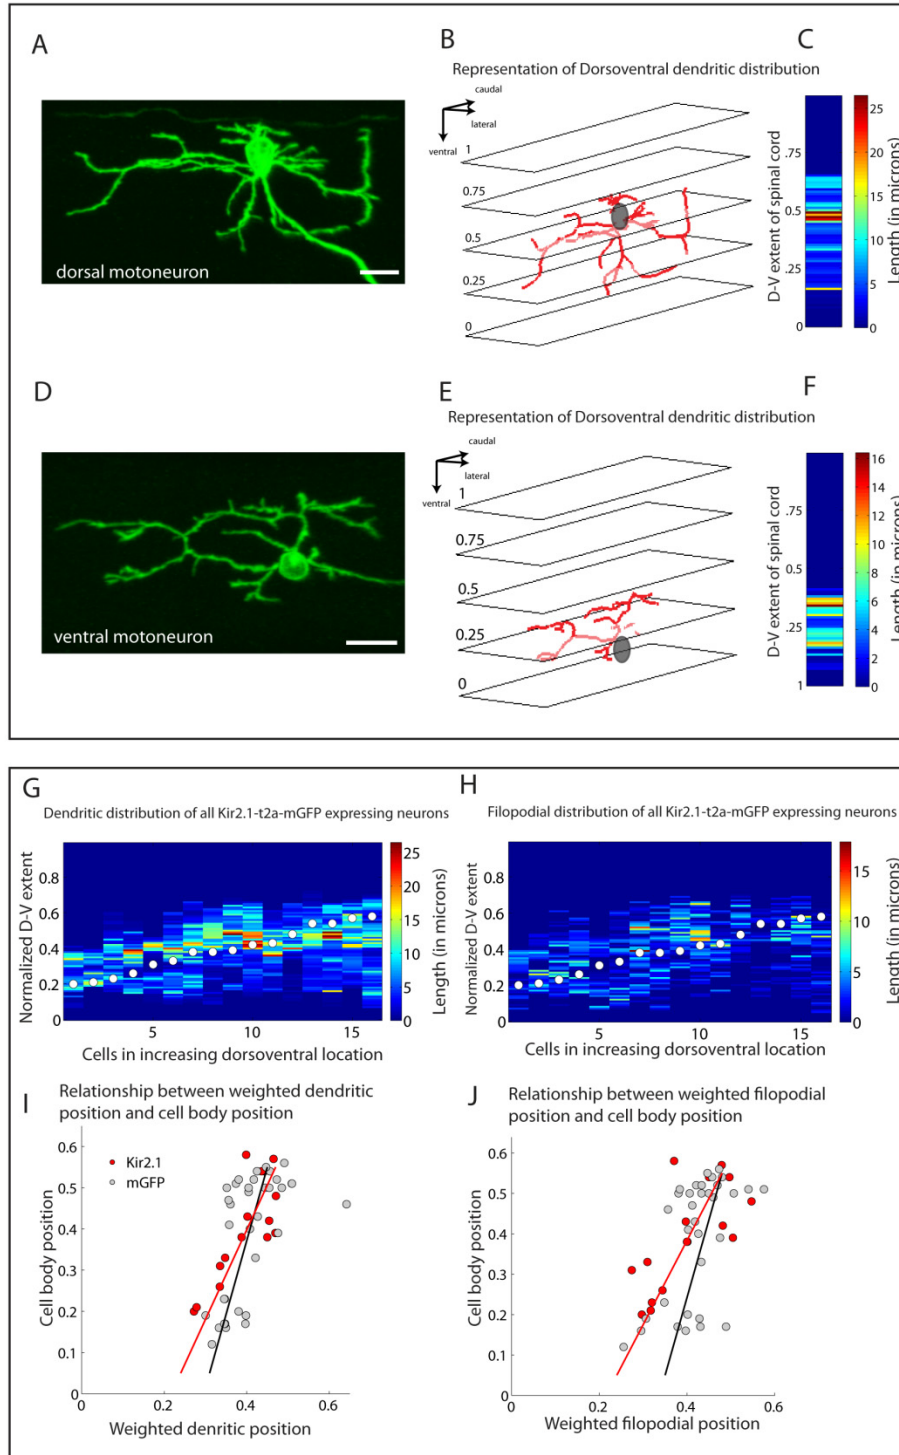 A
B
C
Representation of Dorsoventral dendritic distribution
caudal
lateral
ventral
1
0.75
0.5
0.25
0
dorsal motoneuron
D-V extent of spinal cord
.75
0.5
.25
0
25
20
15
10
5
0
Length (in microns)
D
E
F
Representation of Dorsoventral dendritic distribution
caudal
lateral
ventral
1
0.75
0.5
0.25
0
ventral motoneuron
D-V extent of spinal cord
.75
0.5
.25
1
16
14
12
10
8
6
4
2
0
Length (in microns)
G
Dendritic distribution of all Kir2.1-t2a-mGFP expressing neurons
Normalized D-V extent
0.8
0.6
0.4
0.2
0
5
10
15
Cells in increasing dorsoventral location
25
20
15
10
5
0
Length (in microns)
H
Filopodial distribution of all Kir2.1-t2a-mGFP expressing neurons
Normalized D-V extent
0.8
0.6
0.4
0.2
0
5
10
15
Cells in increasing dorsoventral location
15
10
5
0
Length (in microns)
I
Relationship between weighted dendritic
position and cell body position
Kir2.1
mGFP
Cell body position
0.6
0.5
0.4
0.3
0.2
0.1
0
0
0.2
0.4
0.6
Weighted denritic position
J
Relationship between weighted filopodial
position and cell body position
Cell body position
0.6
0.5
0.4
0.3
0.2
0.1
0
0
0.2
0.4
0.6
Weighted filopodial position